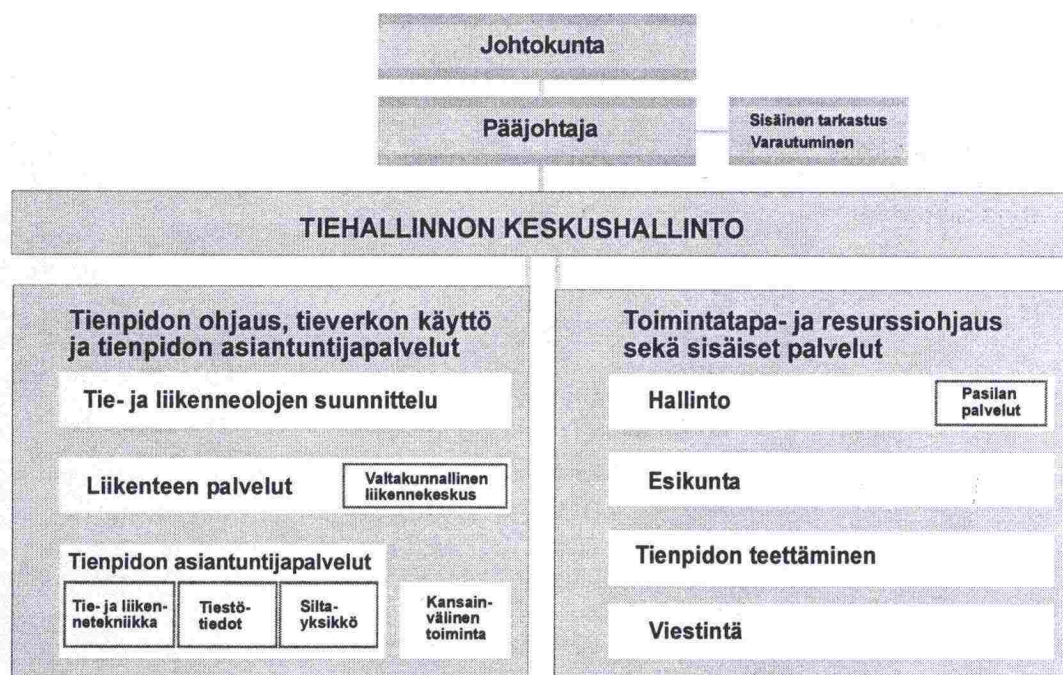 Johtokunta
Pääjohtaja
Sisäinen tarkastus
Varautuminen
TIEHALLINNON KESKUSHALLINTO
Tienpidon ohjaus, tieverkon käyttö
ja tienpidon asiantuntijapalvelut
Tie- ja liikenneolojen suunnittelu
Liikenteen palvelut
Valtakunnallinen
liikennekeskus
Tienpidon asiantuntijapalvelut
Tie- ja liiken-
netekniikka
Tiestö-
tiedot
Silta-
yksikkö
Kansain-
välinen
toiminta
Toimintatapa- ja resurssiohjaus
sekä sisäiset palvelut
Hallinto
Pasilan
palvelut
Esikunta
Tienpidon teettäminen
Viestintä